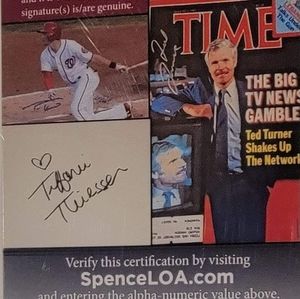 signature(s) is/are genuine.
TIME
THE BIG
TV NEWS
GAMBLE
Ted Turner
Shakes Up
The Network
♡
Tiffani
Thiessen
Verify this certification by visiting
SpenceLOA.com
and entering the alpha-numeric value above.